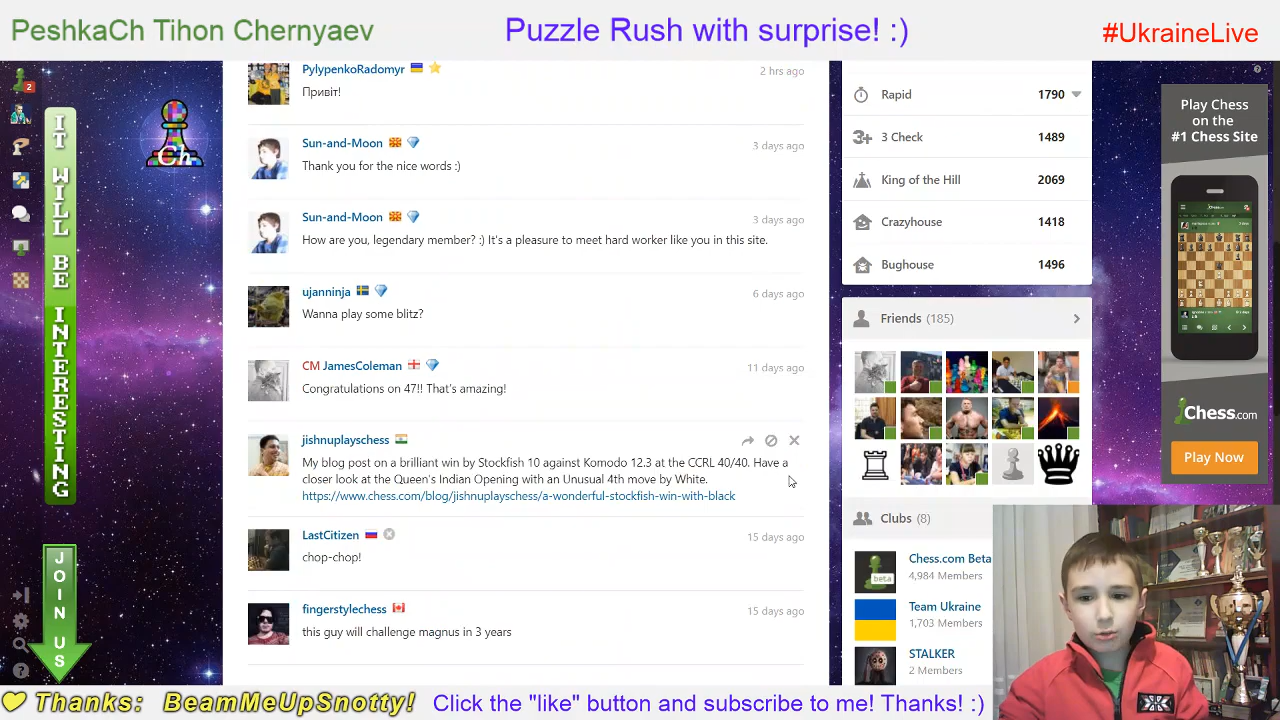 PeshkaCh Tihon Chernyaev
Puzzle Rush with surprise! :)
#UkraineLive
2
IT WILL BE INTERESTING
JOIN US
Ch
PylypenkoRadomyr
2 hrs ago
Привіт!
Sun-and-Moon
3 days ago
Thank you for the nice words :)
Sun-and-Moon
3 days ago
How are you, legendary member? :) It's a pleasure to meet hard worker like you in this site.
ujanninja
6 days ago
Wanna play some blitz?
CM JamesColeman
11 days ago
Congratulations on 47!! That's amazing!
jishnuplayschess
My blog post on a brilliant win by Stockfish 10 against Komodo 12.3 at the CCRL 40/40. Have a
closer look at the Queen's Indian Opening with an Unusual 4th move by White.
https://www.chess.com/blog/jishnuplayschess/a-wonderful-stockfish-win-with-black
LastCitizen
15 days ago
chop-chop!
fingerstylechess
15 days ago
this guy will challenge magnus in 3 years
Rapid 1790
3 Check 1489
King of the Hill 2069
Crazyhouse 1418
Bughouse 1496
Friends (185)
Clubs (8)
Chess.com Beta
beta
4,984 Members
Team Ukraine
1,703 Members
STALKER
2 Members
Play Chess
on the
#1 Chess Site
Chess.com
Play Now
Thanks: BeamMeUpSnotty!
Click the "like" button and subscribe to me! Thanks! :)